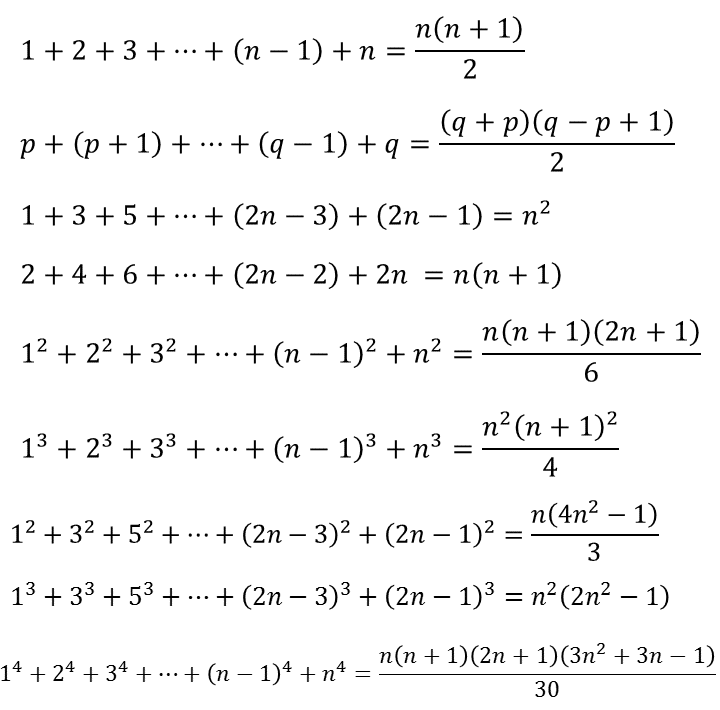 1 + 2 + 3 + ⋯ + (n − 1) + n = n(n + 1)/2
p + (p + 1) + ⋯ + (q − 1) + q = (q + p)(q − p + 1)/2
1 + 3 + 5 + ⋯ + (2n − 3) + (2n − 1) = n²
2 + 4 + 6 + ⋯ + (2n − 2) + 2n = n(n + 1)
1² + 2² + 3² + ⋯ + (n − 1)² + n² = n(n + 1)(2n + 1)/6
1³ + 2³ + 3³ + ⋯ + (n − 1)³ + n³ = n²(n + 1)²/4
1² + 3² + 5² + ⋯ + (2n − 3)² + (2n − 1)² = n(4n² − 1)/3
1³ + 3³ + 5³ + ⋯ + (2n − 3)³ + (2n − 1)³ = n²(2n² − 1)
1⁴ + 2⁴ + 3⁴ + ⋯ + (n − 1)⁴ + n⁴ = n(n + 1)(2n + 1)(3n² + 3n − 1)/30